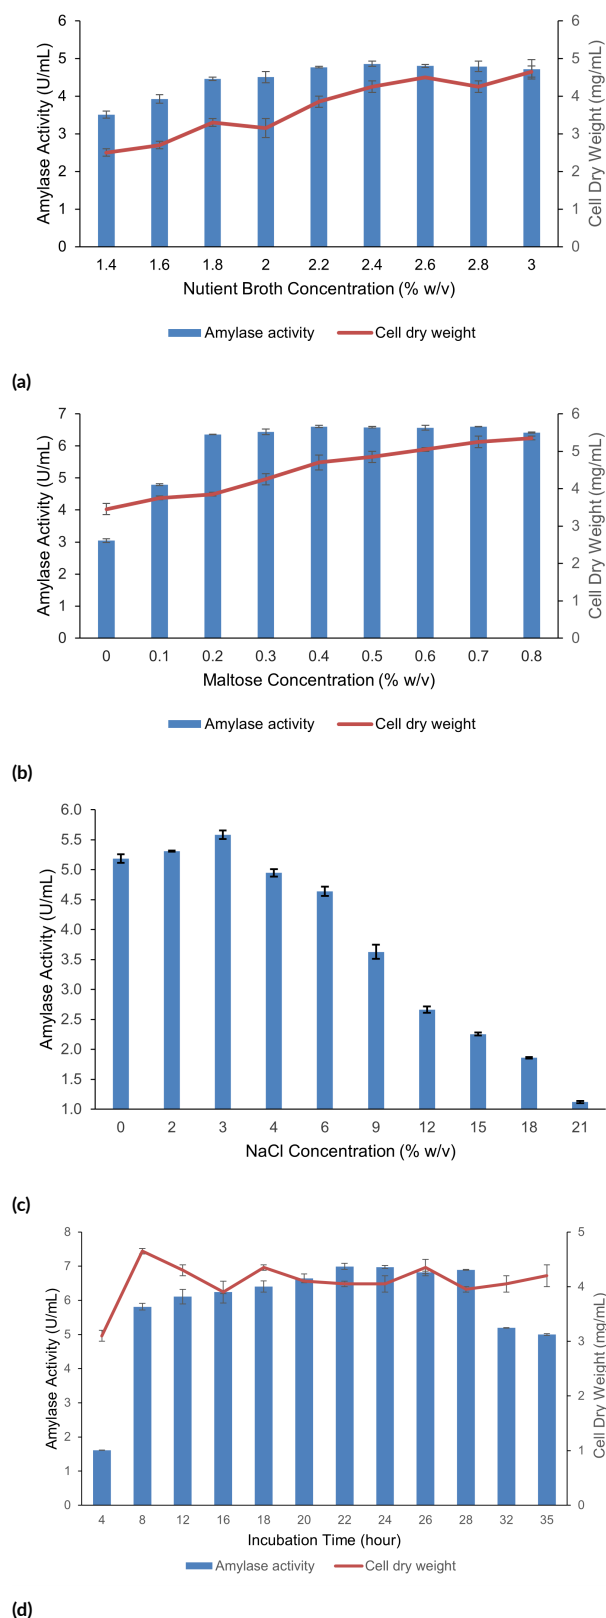 6 6
5 5
4 4
3 3
2 2
1 1
0 0
Amylase Activity (U/mL)
Cell Dry Weight (mg/mL)
1.4 1.6 1.8 2 2.2 2.4 2.6 2.8 3
Nutient Broth Concentration (% w/v)
Amylase activity Cell dry weight
(a)
7 6
6 5
5 4
4 3
3 2
2 1
1 0
0
Amylase Activity (U/mL)
Cell Dry Weight (mg/mL)
0 0.1 0.2 0.3 0.4 0.5 0.6 0.7 0.8
Maltose Concentration (% w/v)
Amylase activity Cell dry weight
(b)
6.0
5.5
5.0
4.5
4.0
3.5
3.0
2.5
2.0
1.5
1.0
Amylase Activity (U/mL)
0 2 3 4 6 9 12 15 18 21
NaCl Concentration (% w/v)
(c)
8 5
7 4
6 3
5 2
4 1
3 0
2
1
0
Amylase Activity (U/mL)
Cell Dry Weight (mg/mL)
4 8 12 16 18 20 22 24 26 28 32 35
Incubation Time (hour)
Amylase activity Cell dry weight
(d)